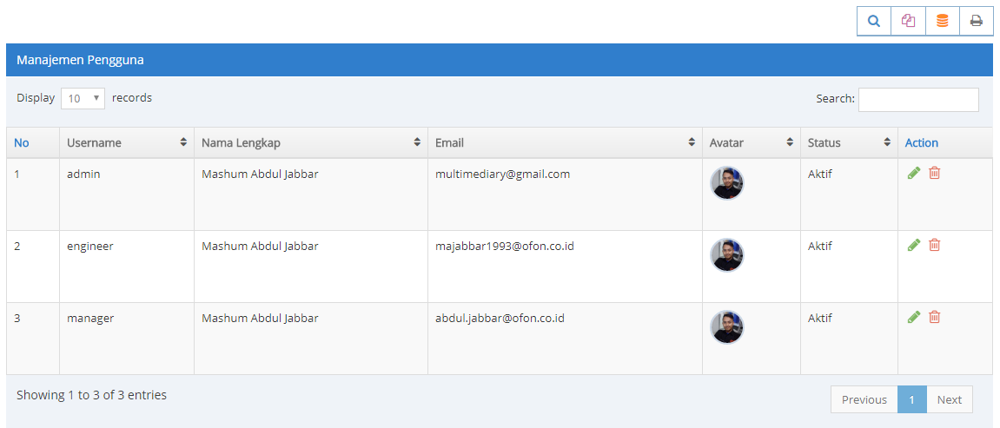 Manajemen Pengguna
Display 10 records Search:
No Username Nama Lengkap Email Avatar Status Action
1 admin Mashum Abdul Jabbar multimediary@gmail.com Aktif
2 engineer Mashum Abdul Jabbar majabbar1993@ofon.co.id Aktif
3 manager Mashum Abdul Jabbar abdul.jabbar@ofon.co.id Aktif
Showing 1 to 3 of 3 entries Previous 1 Next